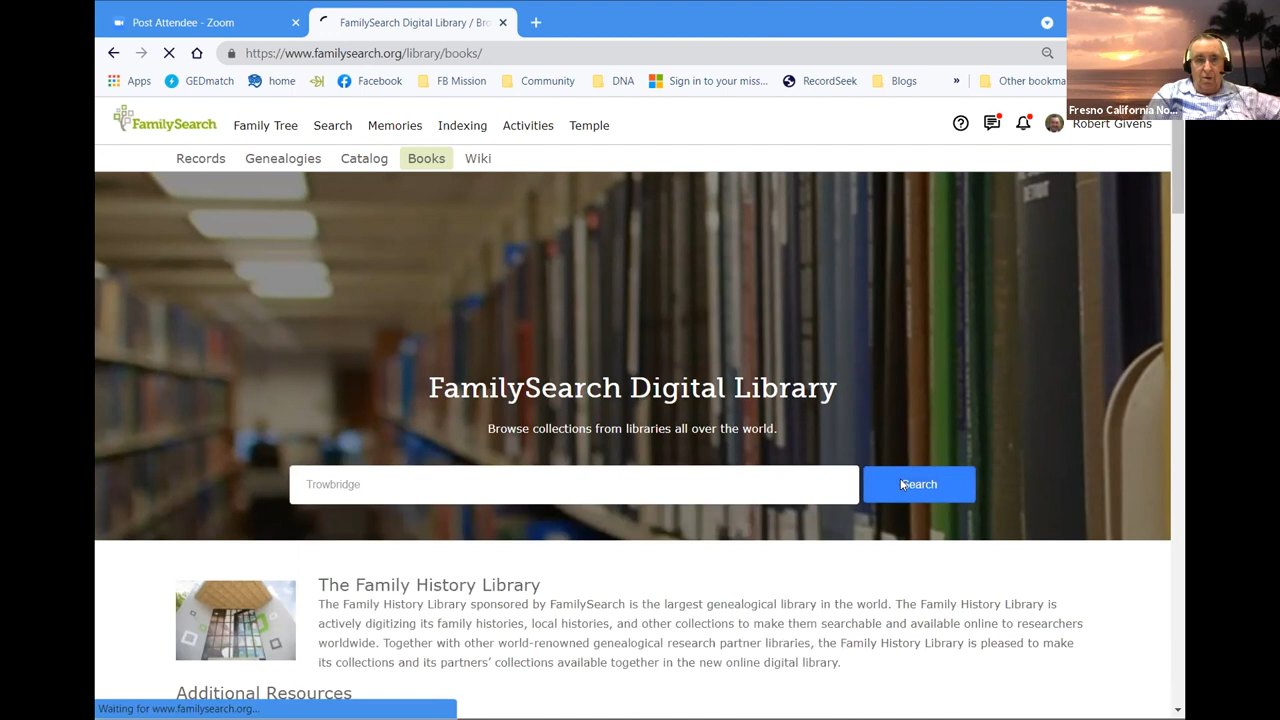 Post Attendee - Zoom
FamilySearch Digital Library / Bro
https://www.familysearch.org/library/books/
Apps
GEDmatch
home
Facebook
FB Mission
Community
DNA
Sign in to your miss...
RecordSeek
Blogs
»
Other bookma
Fresno California No...
FamilySearch
Family Tree
Search
Memories
Indexing
Activities
Temple
Robert Givens
Records
Genealogies
Catalog
Books
Wiki
DETROIT
FamilySearch Digital Library
Browse collections from libraries all over the world.
Trowbridge
Search
The Family History Library
The Family History Library sponsored by FamilySearch is the largest genealogical library in the world. The Family History Library is
actively digitizing its family histories, local histories, and other collections to make them searchable and available online to researchers
worldwide. Together with other world-renowned genealogical research partner libraries, the Family History Library is pleased to make
its collections and its partners' collections available together in the new online digital library.
Additional Resources
Waiting for www.familysearch.org...